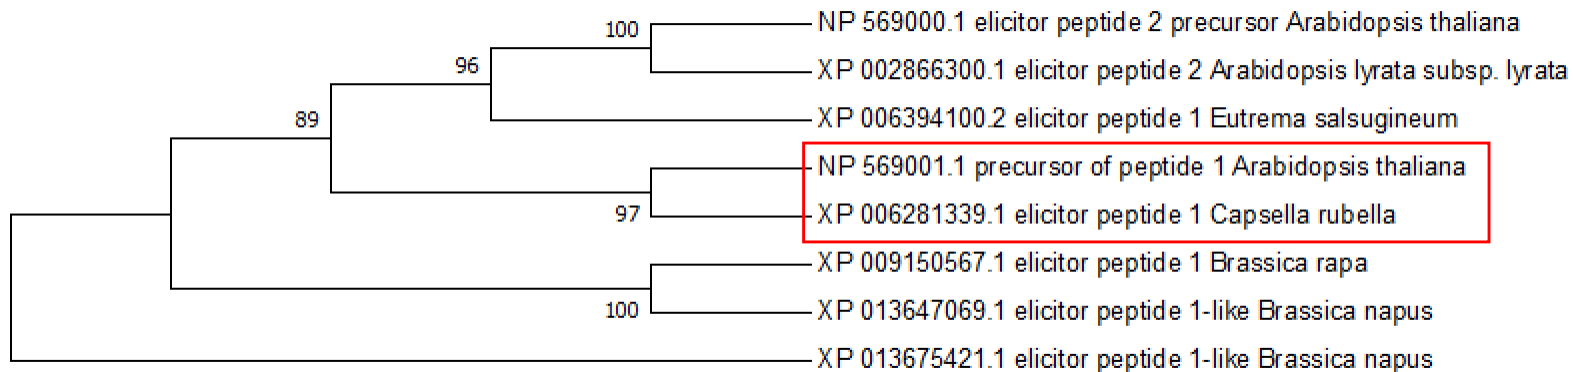 100
NP 569000.1 elicitor peptide 2 precursor Arabidopsis thaliana
96
XP 002866300.1 elicitor peptide 2 Arabidopsis lyrata subsp. lyrata
89
XP 006394100.2 elicitor peptide 1 Eutrema salsugineum
NP 569001.1 precursor of peptide 1 Arabidopsis thaliana
97
XP 006281339.1 elicitor peptide 1 Capsella rubella
XP 009150567.1 elicitor peptide 1 Brassica rapa
100
XP 013647069.1 elicitor peptide 1-like Brassica napus
XP 013675421.1 elicitor peptide 1-like Brassica napus